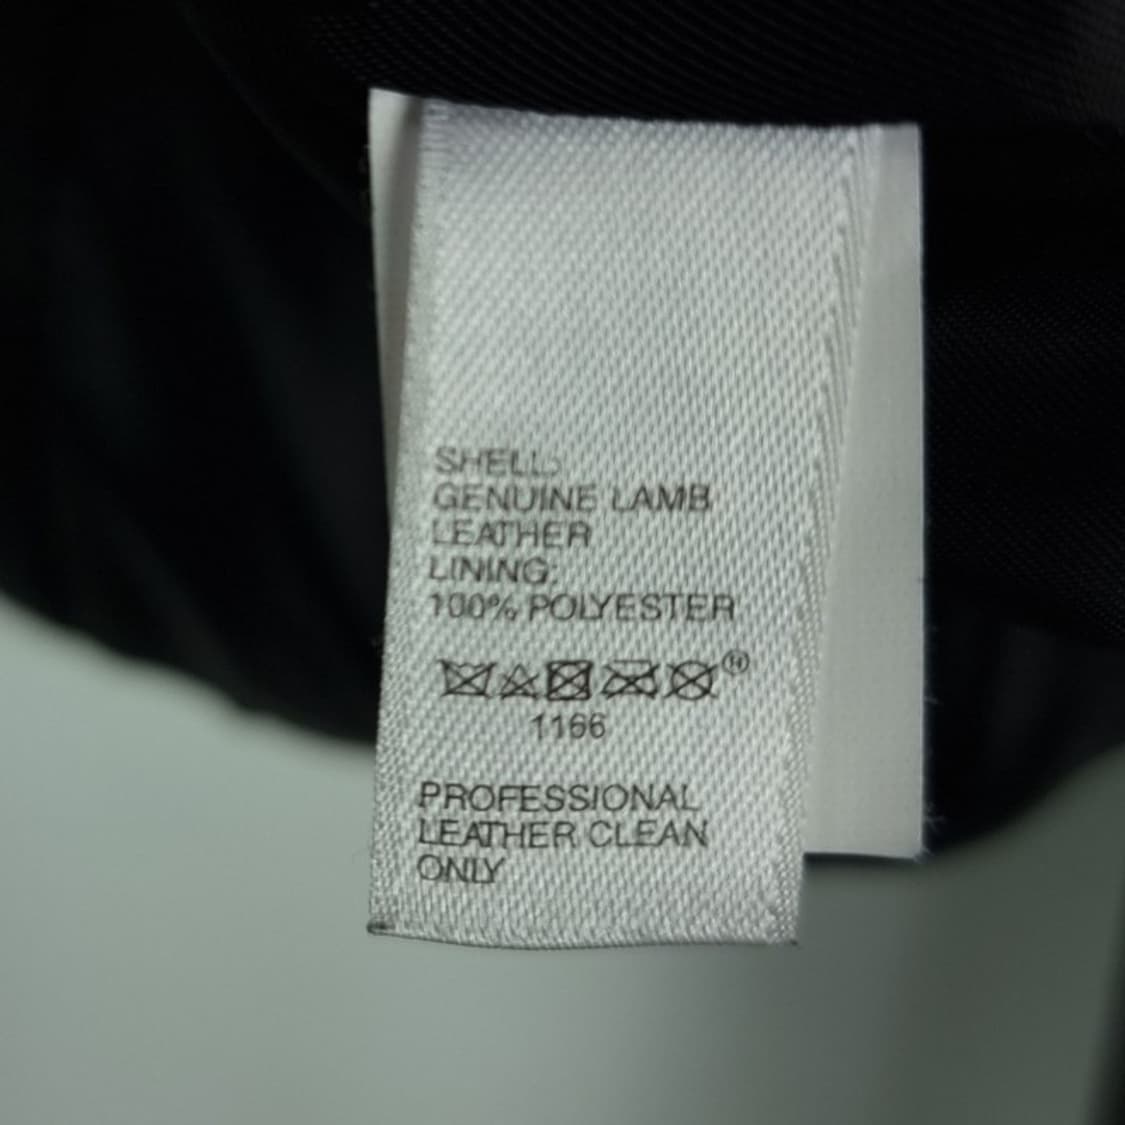 SHELL:
GENUINE LAMB
LEATHER
LINING:
100% POLYESTER
1166
PROFESSIONAL
LEATHER CLEAN
ONLY